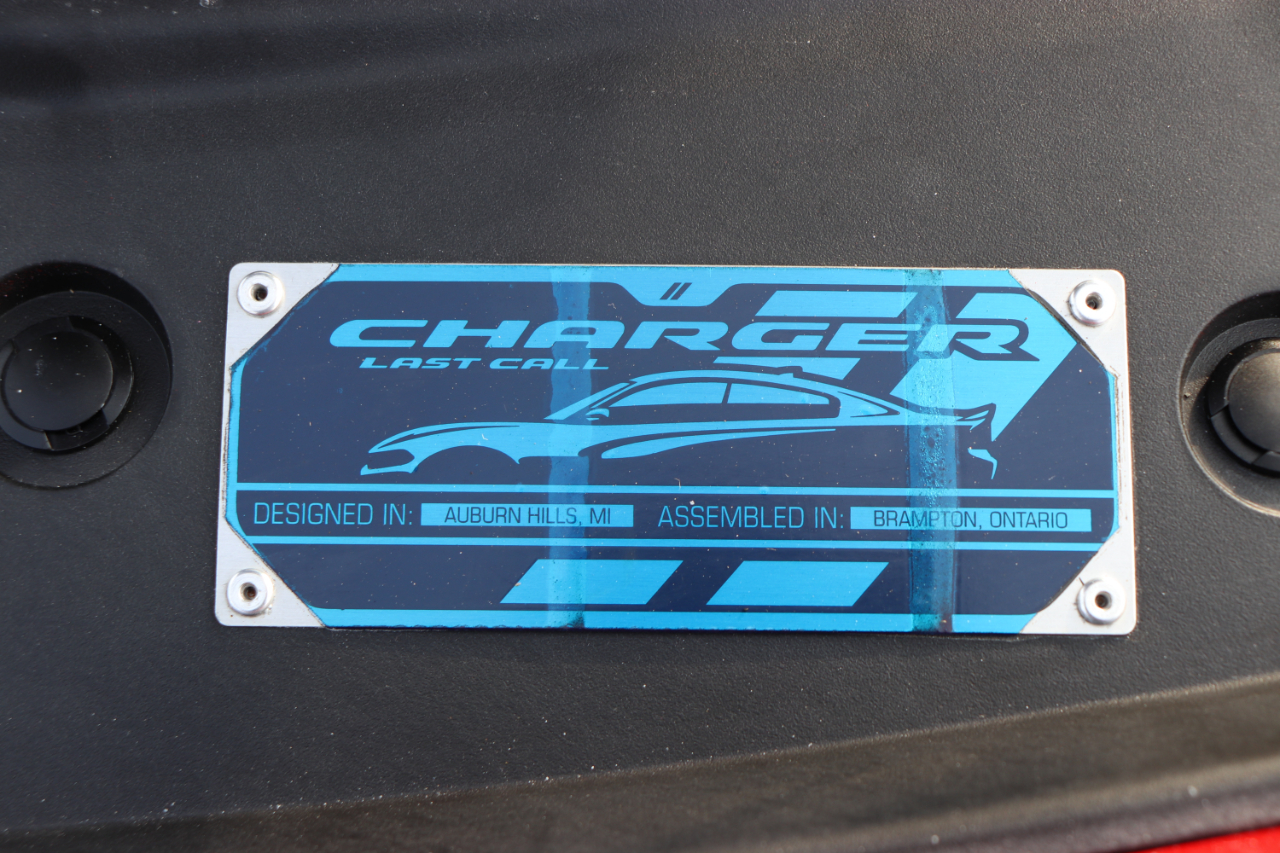 CHARGER
LAST CALL
DESIGNED IN: AUBURN HILLS, MI ASSEMBLED IN: BRAMPTON, ONTARIO